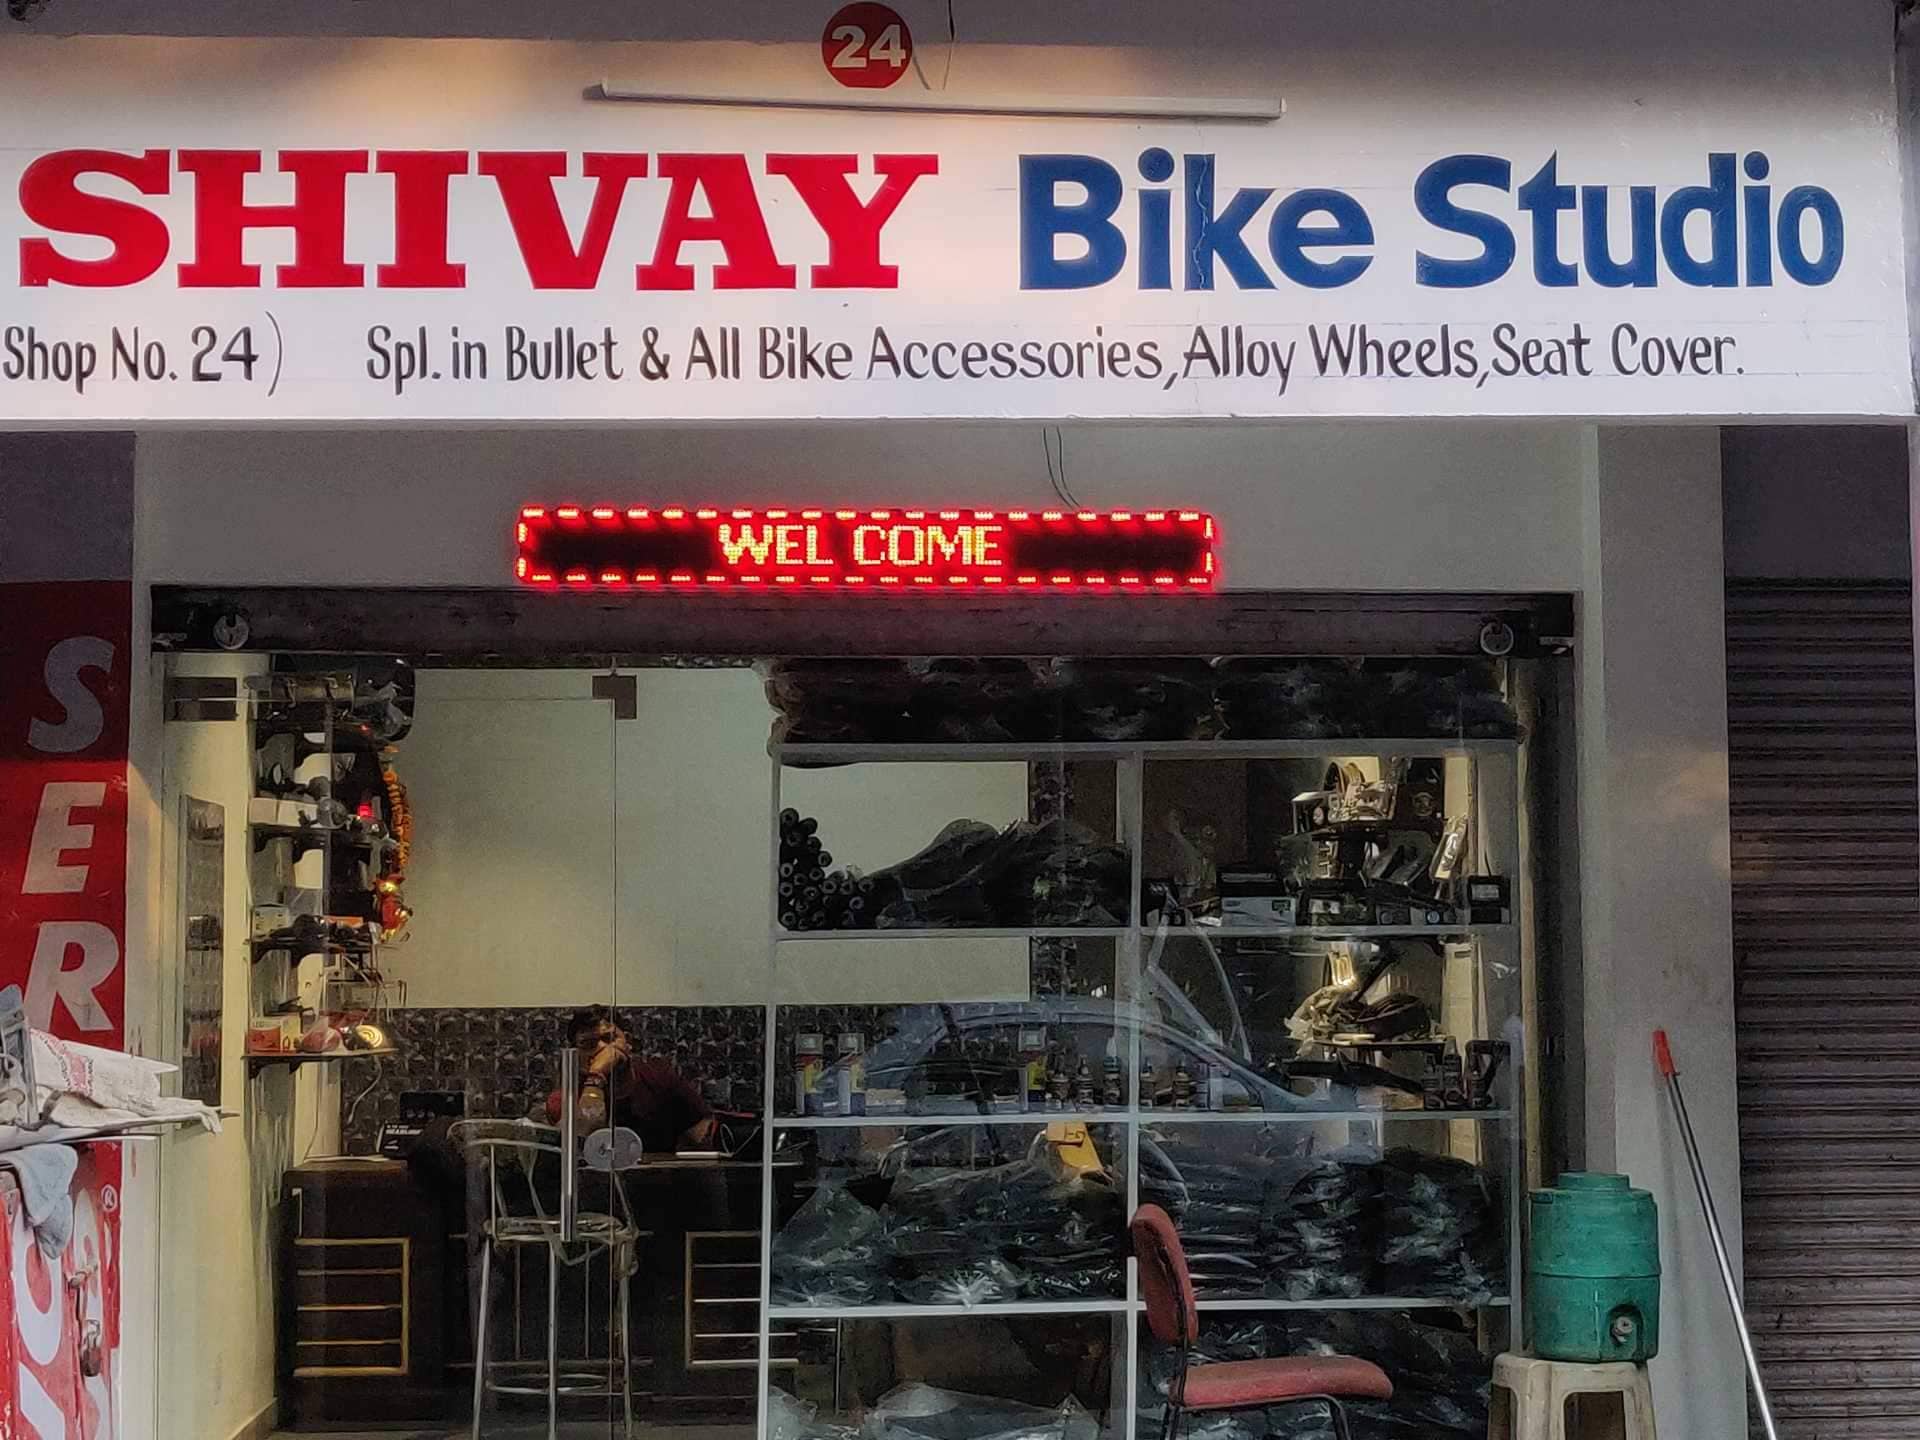 24
SHIVAY Bike Studio
Shop No. 24) Spl. in Bullet & All Bike Accessories, Alloy Wheels, Seat Cover.
WEL COME
SER